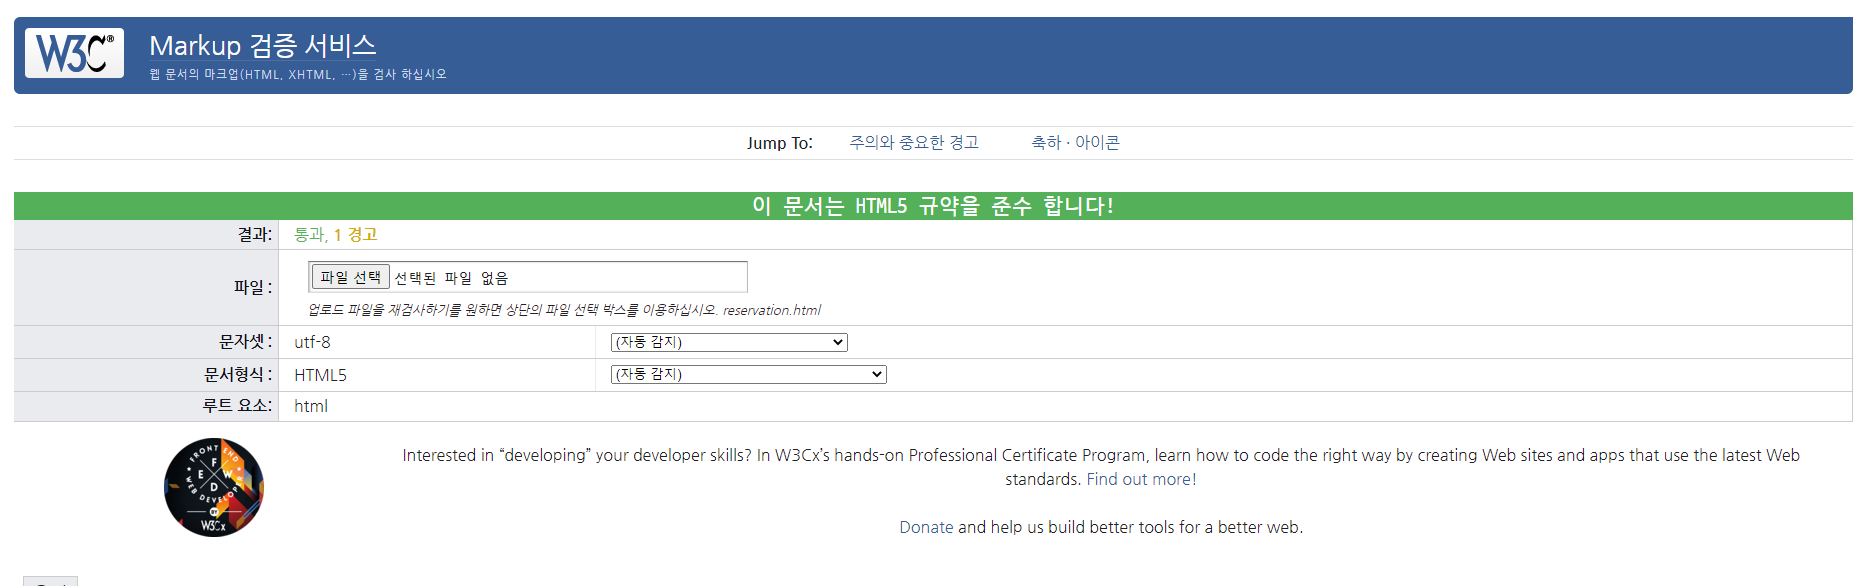 W3C®
Markup 검증 서비스
웹 문서의 마크업(HTML, XHTML, …)을 검사 하십시오
Jump To: 주의와 중요한 경고 축하 · 아이콘
이 문서는 HTML5 규약을 준수 합니다!
결과: 통과, 1 경고
파일 : 파일 선택 선택된 파일 없음
업로드 파일을 재검사하기를 원하면 상단의 파일 선택 박스를 이용하십시오. reservation.html
문자셋 : utf-8 (자동 감지)
문서형식 : HTML5 (자동 감지)
루트 요소: html
FRONT END
F E W D
WEB DEVELOPER
BY
W3Cx
Interested in “developing” your developer skills? In W3Cx’s hands-on Professional Certificate Program, learn how to code the right way by creating Web sites and apps that use the latest Web
standards. Find out more!
Donate and help us build better tools for a better web.